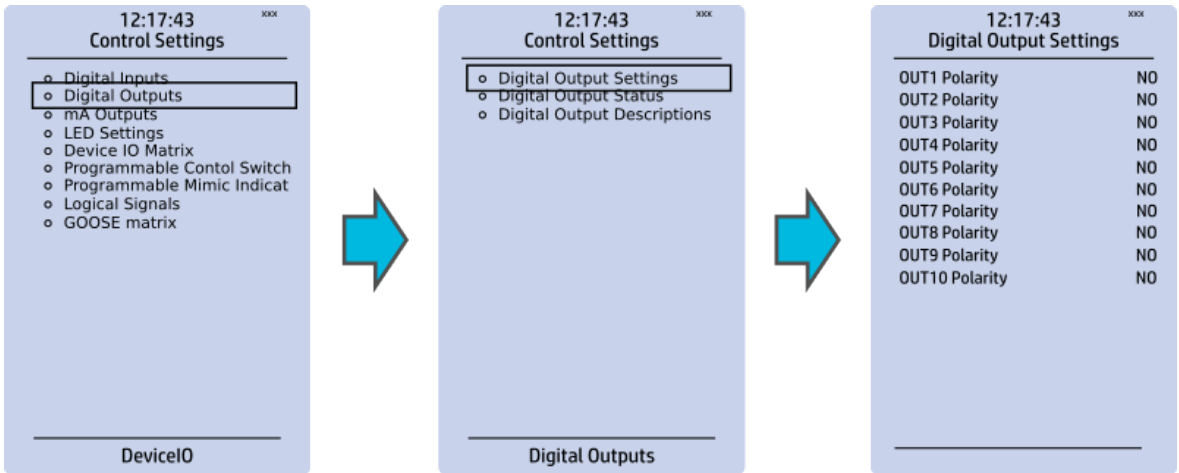 12:17:43
xxx
Control Settings
Digital Inputs
Digital Outputs
mA Outputs
LED Settings
Device IO Matrix
Programmable Contol Switch
Programmable Mimic Indicat
Logical Signals
GOOSE matrix
DeviceIO
12:17:43
xxx
Control Settings
Digital Output Settings
Digital Output Status
Digital Output Descriptions
Digital Outputs
12:17:43
xxx
Digital Output Settings
OUT1 Polarity NO
OUT2 Polarity NO
OUT3 Polarity NO
OUT4 Polarity NO
OUT5 Polarity NO
OUT6 Polarity NO
OUT7 Polarity NO
OUT8 Polarity NO
OUT9 Polarity NO
OUT10 Polarity NO